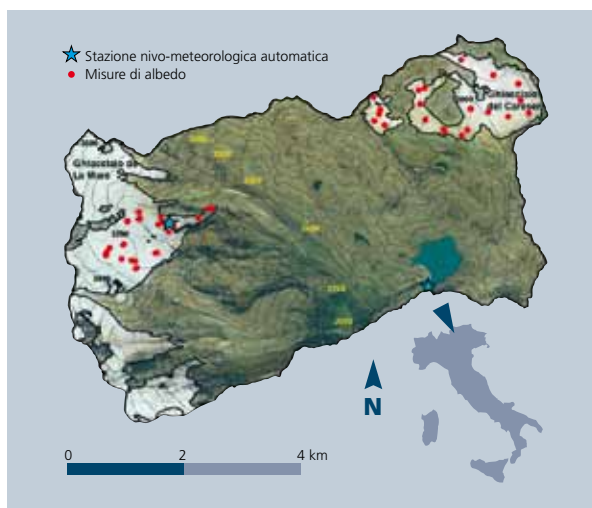 Stazione nivo-meteorologica automatica
Misure di albedo
Ghiacciaio
del Careser
Ghiacciaio de
La Mare
N
0 2 4 km